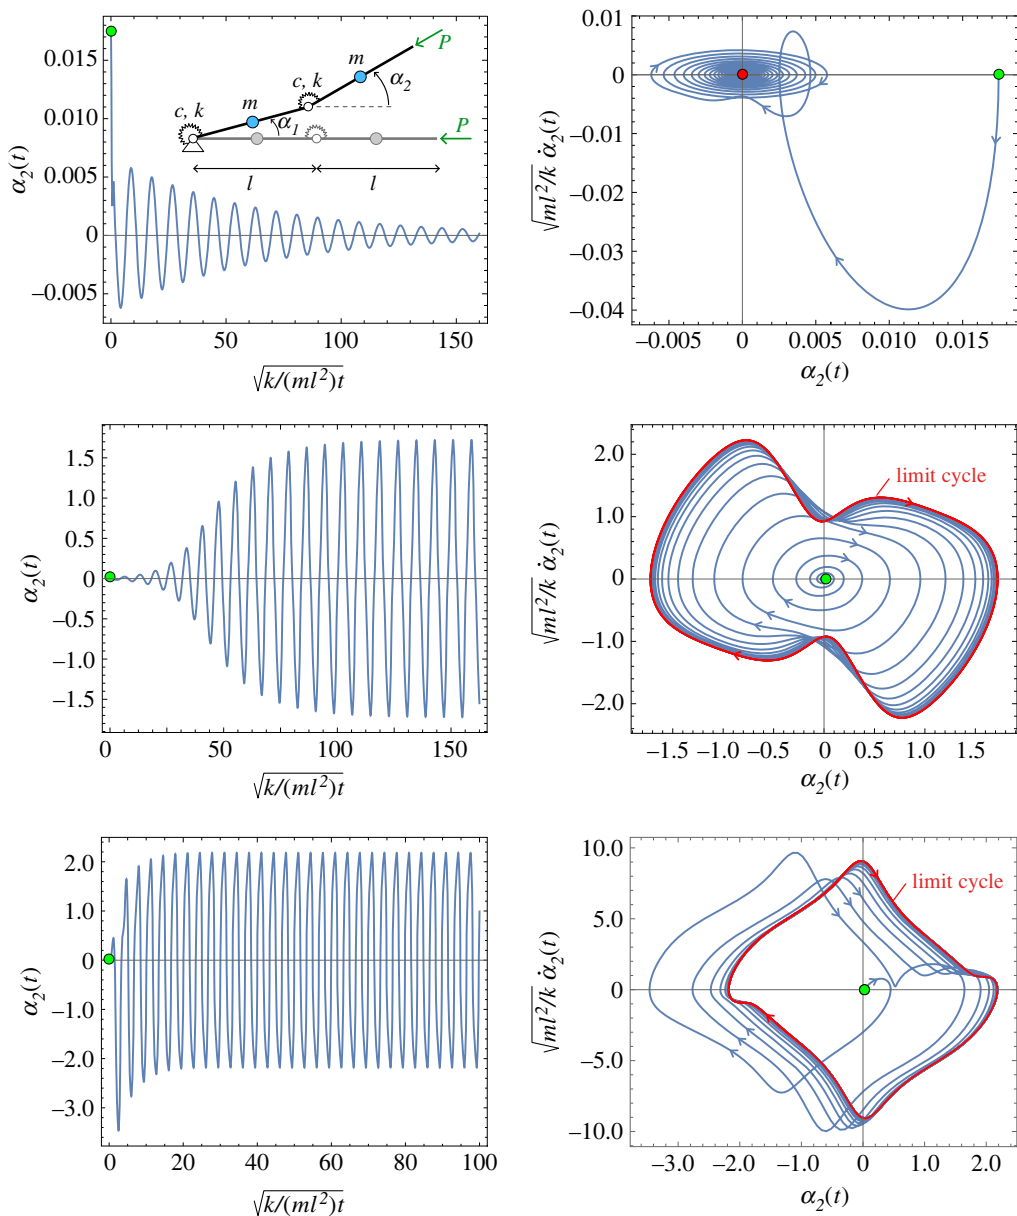 0.015
0.010
0.005
0
−0.005
α₂(t)
0
50
100
150
√k/(ml²)t
c, k
m
c, k
m
α₁
α₂
P
P
l
l
0.01
0
−0.01
−0.02
−0.03
−0.04
√ml²/k α̇₂(t)
−0.005
0
0.005
0.010
0.015
α₂(t)
1.5
1.0
0.5
0
−0.5
−1.0
−1.5
α₂(t)
0
50
100
150
√k/(ml²)t
2.0
1.0
0
−1.0
−2.0
√ml²/k α̇₂(t)
limit cycle
−1.5
−1.0
−0.5
0
0.5
1.0
1.5
α₂(t)
2.0
1.0
0
−1.0
−2.0
−3.0
α₂(t)
0
20
40
60
80
100
√k/(ml²)t
10.0
5.0
0
−5.0
−10.0
√ml²/k α̇₂(t)
limit cycle
−3.0
−2.0
−1.0
0
1.0
2.0
α₂(t)